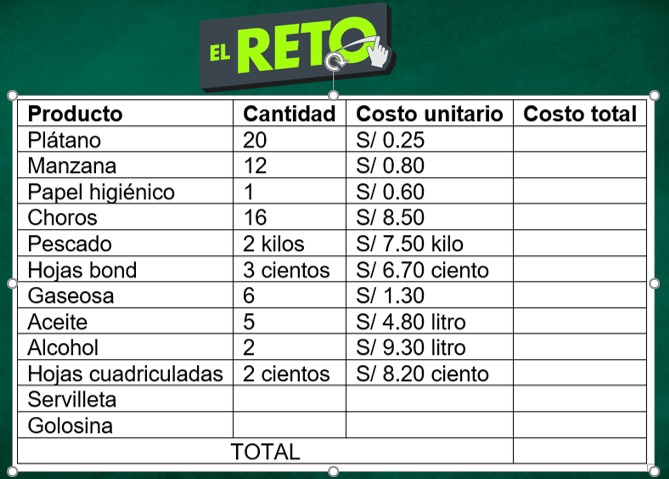 EL RETO
Producto Cantidad Costo unitario Costo total
Plátano 20 S/ 0.25
Manzana 12 S/ 0.80
Papel higiénico 1 S/ 0.60
Choros 16 S/ 8.50
Pescado 2 kilos S/ 7.50 kilo
Hojas bond 3 cientos S/ 6.70 ciento
Gaseosa 6 S/ 1.30
Aceite 5 S/ 4.80 litro
Alcohol 2 S/ 9.30 litro
Hojas cuadriculadas 2 cientos S/ 8.20 ciento
Servilleta
Golosina
TOTAL